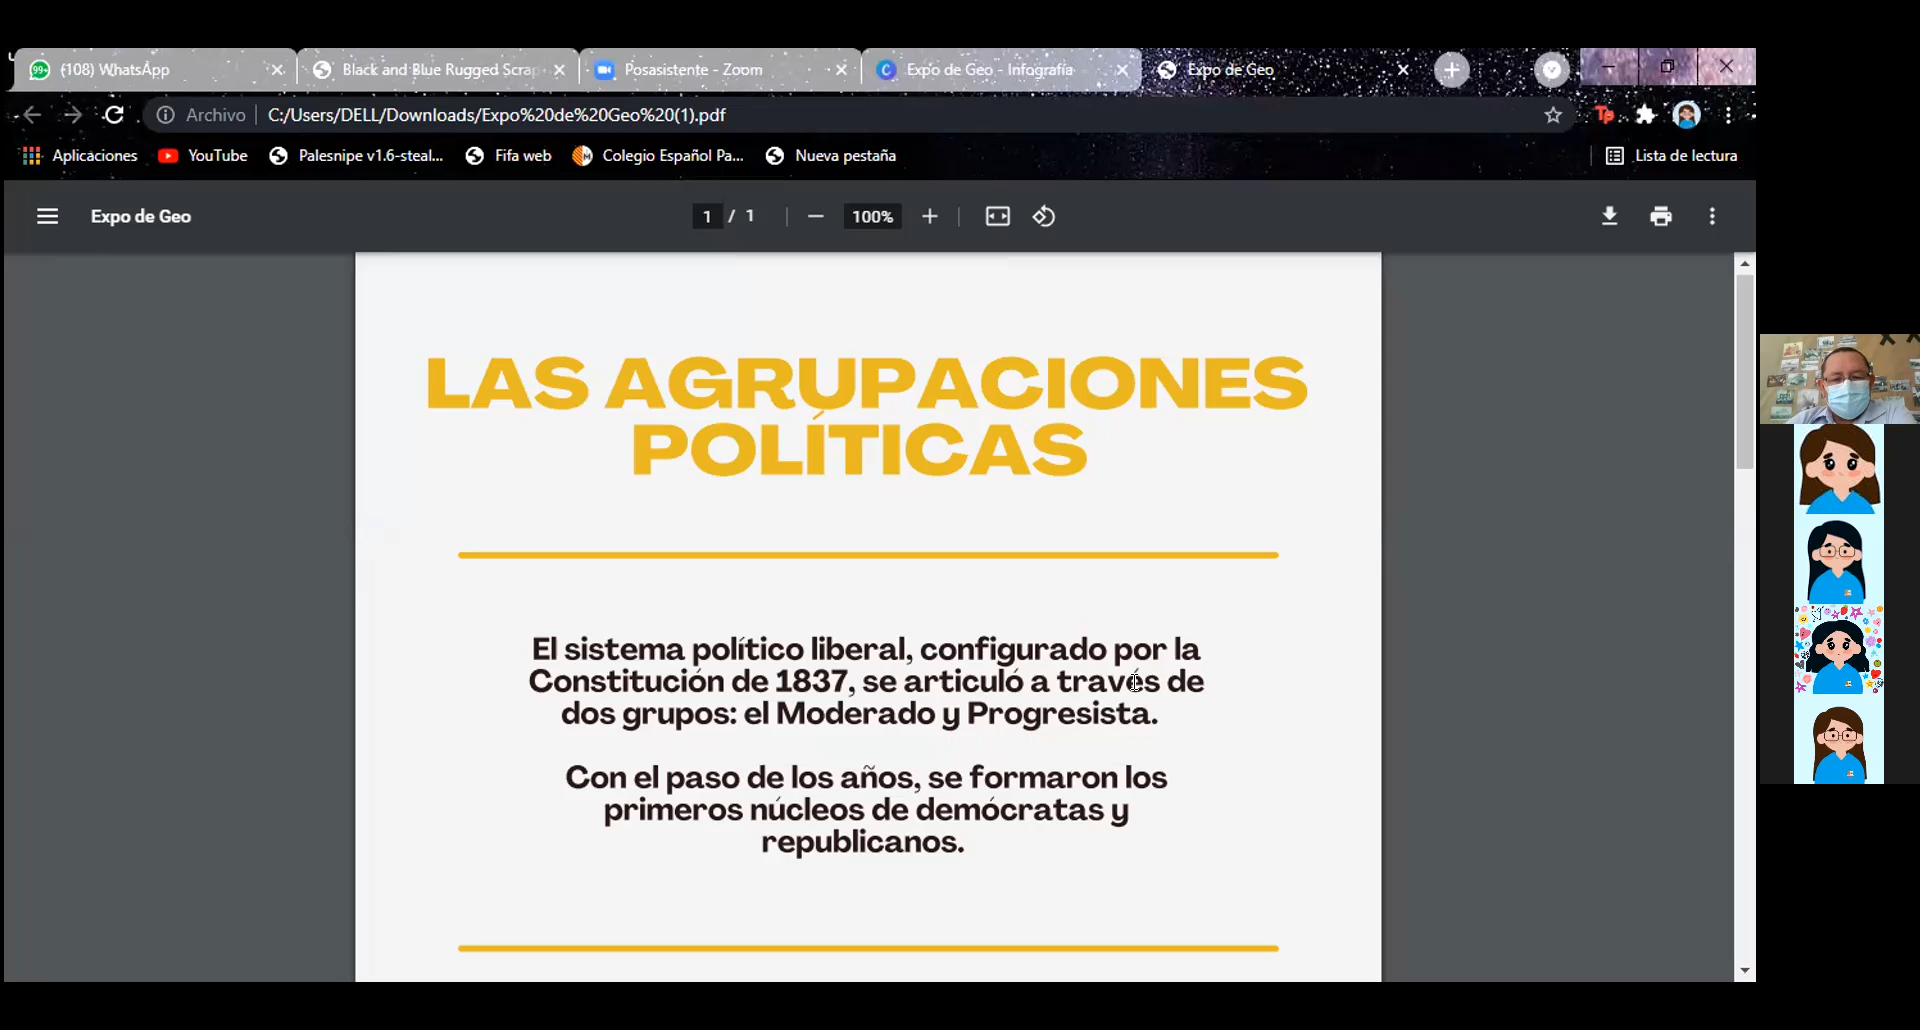 (108) WhatsApp
Black and Blue Rugged Scrap
Posasistente - Zoom
Expo de Geo - Infografía
Expo de Geo
Archivo
C:/Users/DELL/Downloads/Expo%20de%20Geo%20(1).pdf
Aplicaciones
YouTube
Palesnipe v1.6-steal...
Fifa web
Colegio Español Pa...
Nueva pestaña
Lista de lectura
Expo de Geo
1 / 1
100%
LAS AGRUPACIONES
POLÍTICAS
El sistema político liberal, configurado por la
Constitución de 1837, se articuló a través de
dos grupos: el Moderado y Progresista.
Con el paso de los años, se formaron los
primeros núcleos de demócratas y
republicanos.